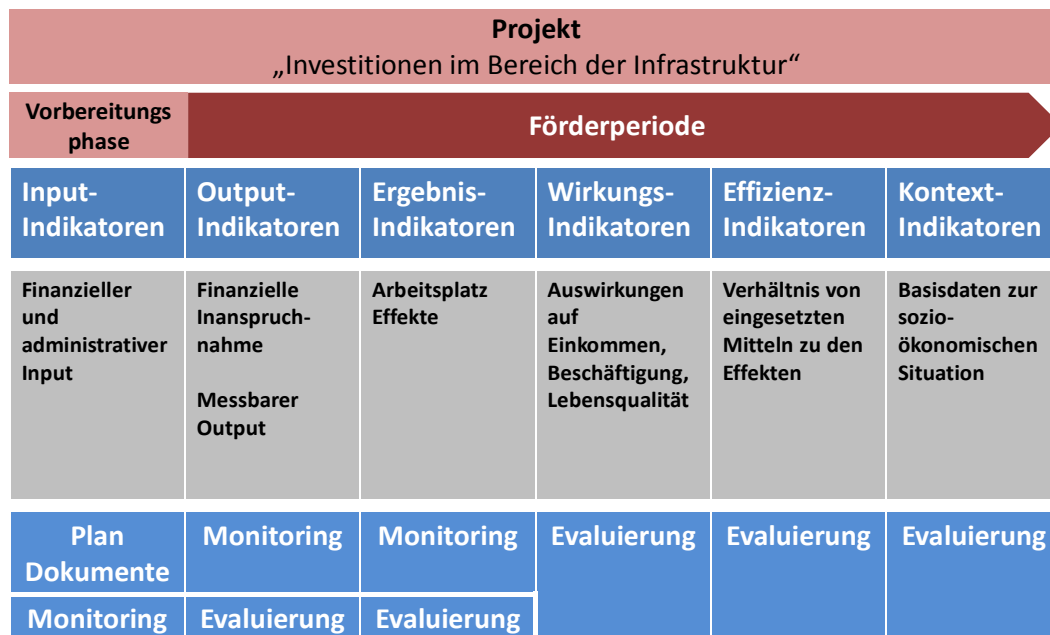 Projekt
„Investitionen im Bereich der Infrastruktur“
Vorbereitungs
phase
Förderperiode
Input-
Indikatoren
Output-
Indikatoren
Ergebnis-
Indikatoren
Wirkungs-
Indikatoren
Effizienz-
Indikatoren
Kontext-
Indikatoren
Finanzieller
und
administrativer
Input
Finanzielle
Inanspruch-
nahme
Messbarer
Output
Arbeitsplatz
Effekte
Auswirkungen
auf
Einkommen,
Beschäftigung,
Lebensqualität
Verhältnis von
eingesetzten
Mitteln zu den
Effekten
Basisdaten zur
sozio-
ökonomischen
Situation
Plan
Dokumente
Monitoring
Monitoring
Evaluierung
Evaluierung
Evaluierung
Monitoring
Evaluierung
Evaluierung